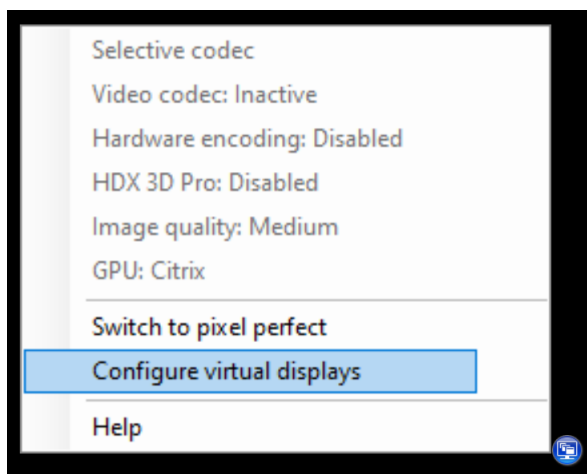 Selective codec
Video codec: Inactive
Hardware encoding: Disabled
HDX 3D Pro: Disabled
Image quality: Medium
GPU: Citrix
Switch to pixel perfect
Configure virtual displays
Help